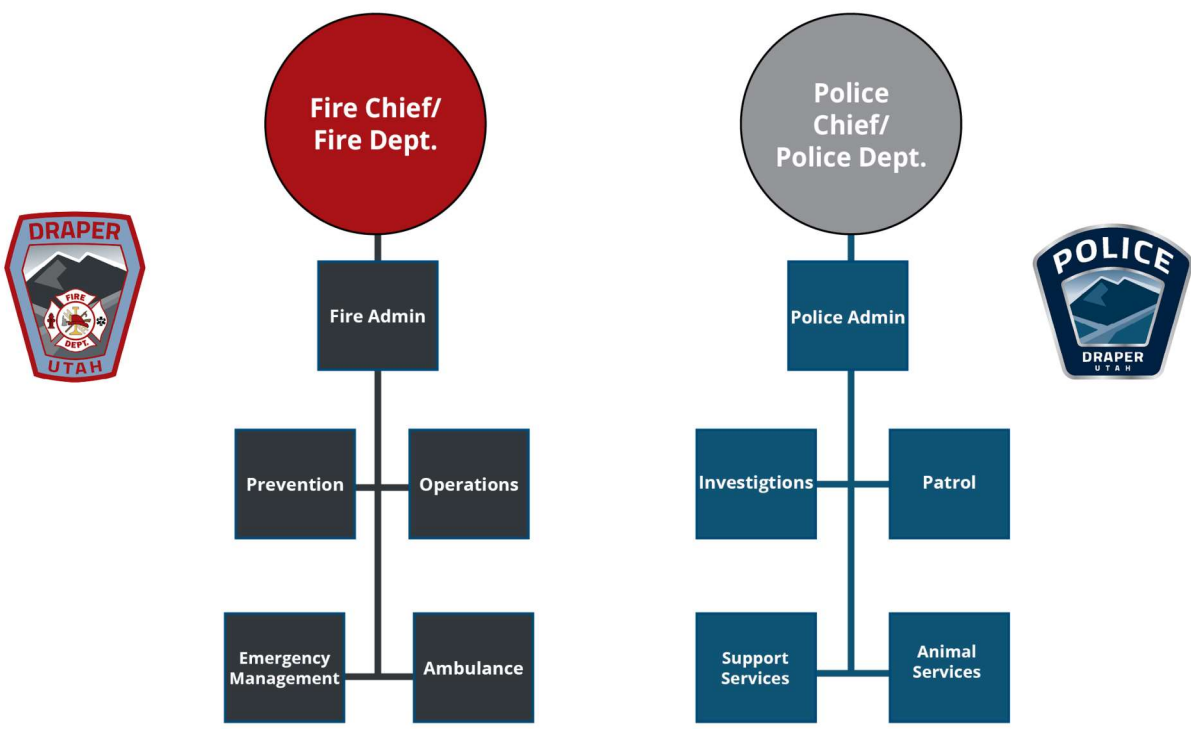 Fire Chief/
Fire Dept.
Police
Chief/
Police Dept.
DRAPER
FIRE
DEPT.
UTAH
POLICE
DRAPER
UTAH
Fire Admin
Police Admin
Prevention
Operations
Investigtions
Patrol
Emergency
Management
Ambulance
Support
Services
Animal
Services